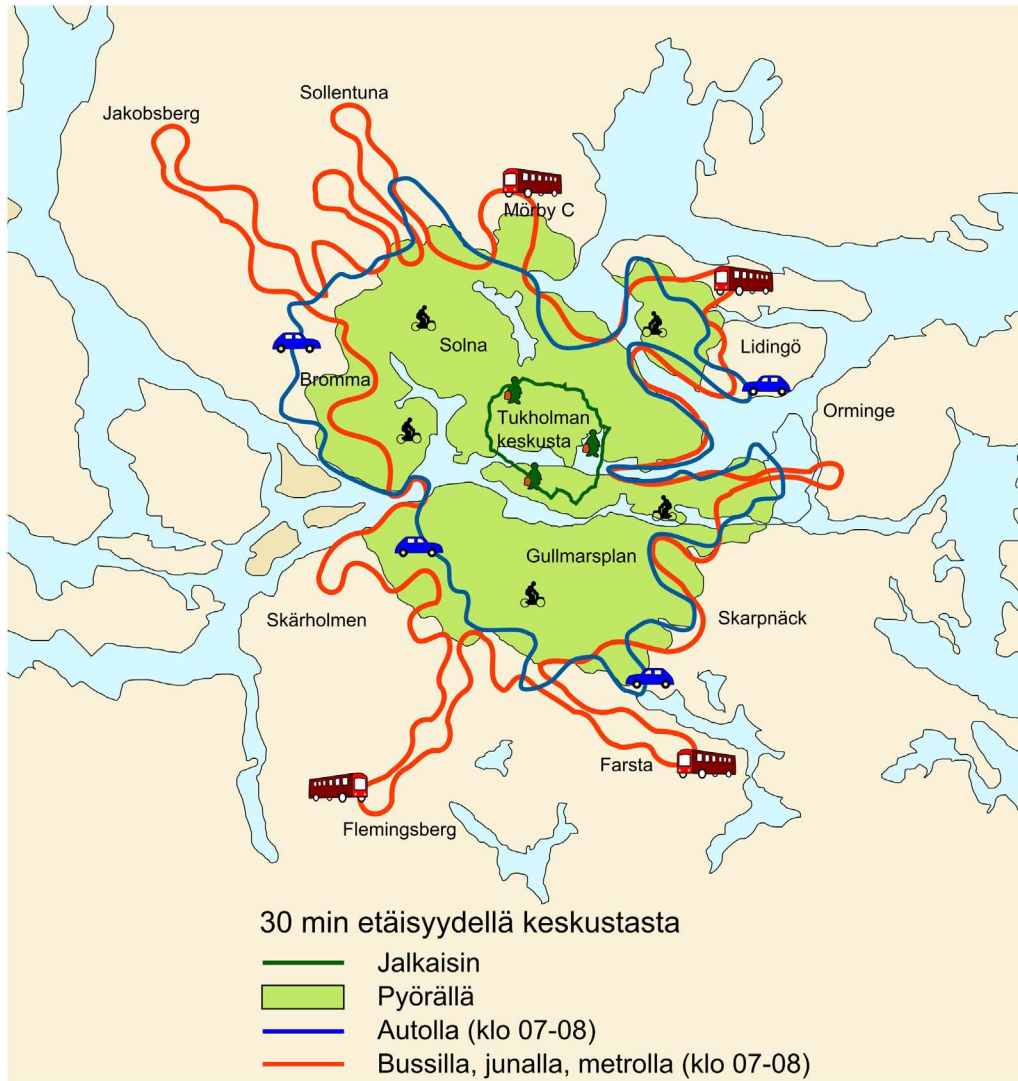 Sollentuna
Jakobsberg
Mörby C
Solna
Lidingö
Bromma
Orminge
Tukholman
keskusta
Gullmarsplan
Skärholmen
Skarpnäck
Farsta
Flemingsberg
30 min etäisyydellä keskustasta
Jalkaisin
Pyörällä
Autolla (klo 07-08)
Bussilla, junalla, metrolla (klo 07-08)